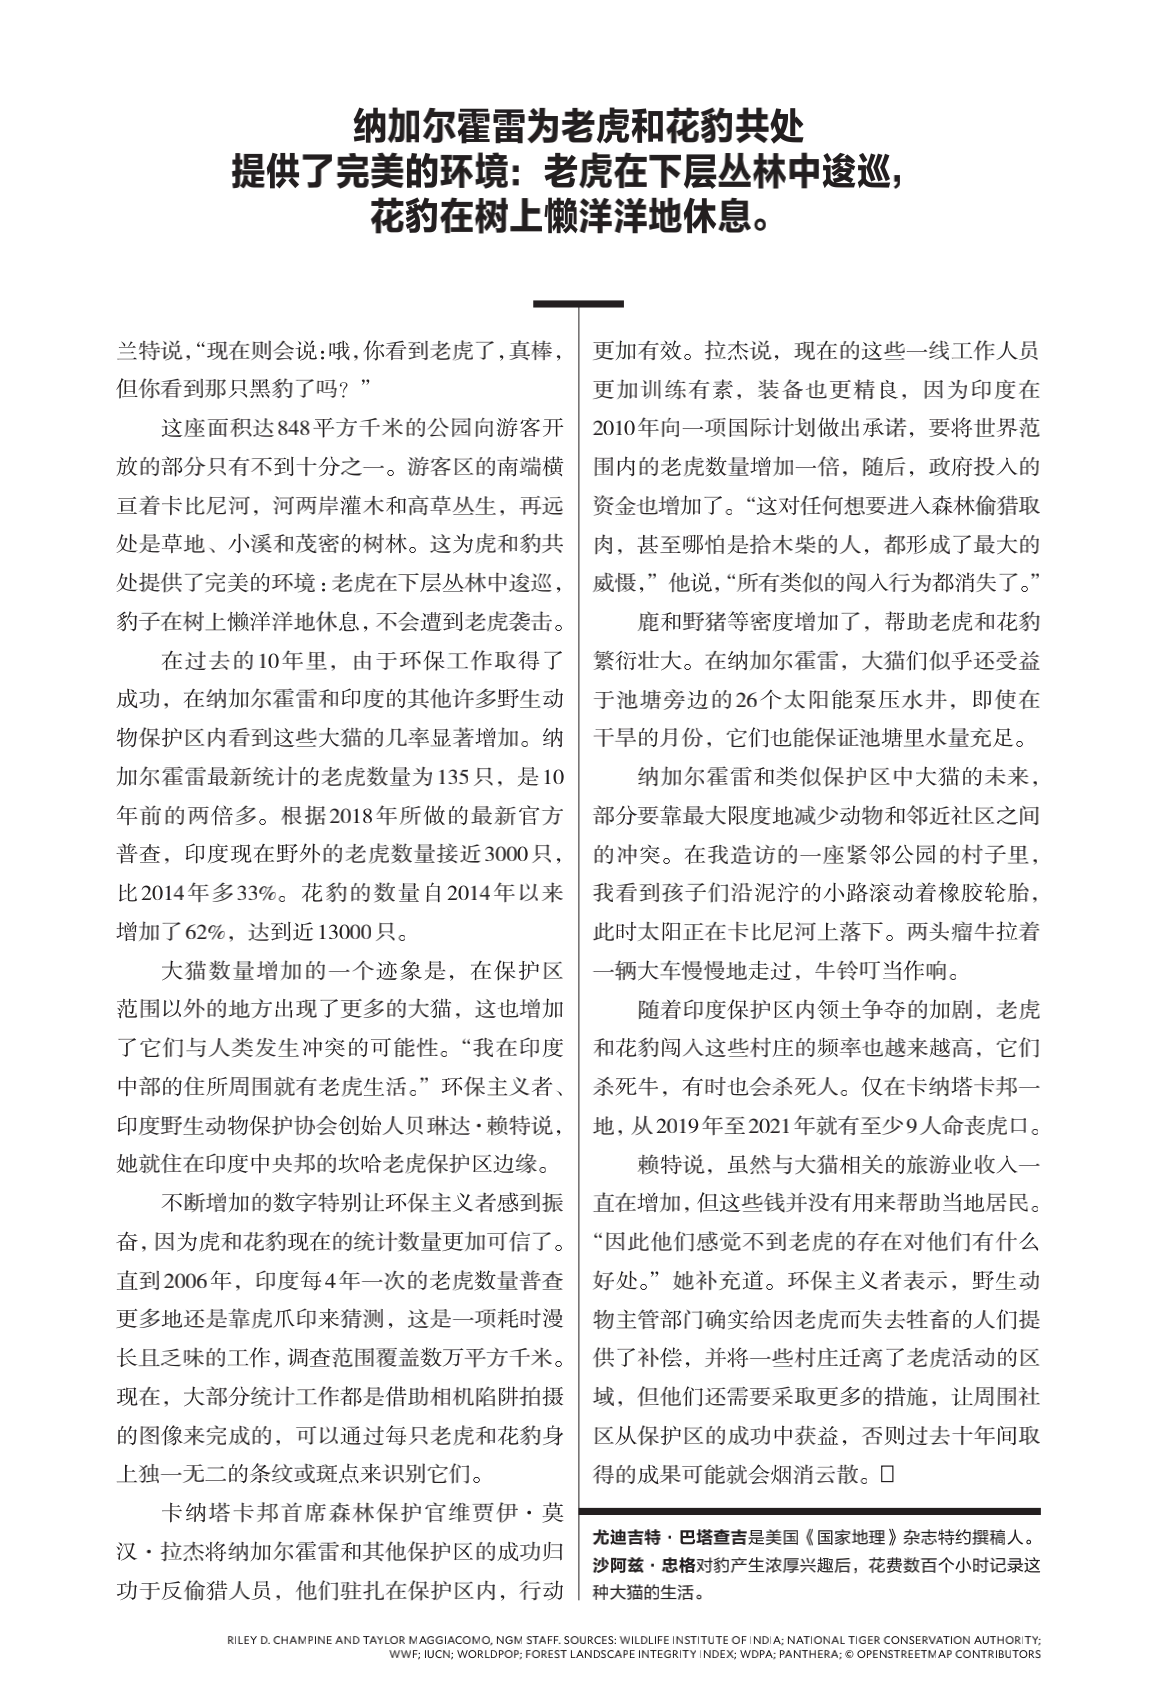 纳加尔霍雷为老虎和花豹共处
提供了完美的环境：老虎在下层丛林中逡巡，
花豹在树上懒洋洋地休息。
兰特说，“现在则会说：哦，你看到老虎了，真棒，
但你看到那只黑豹了吗？”
这座面积达848平方千米的公园向游客开
放的部分只有不到十分之一。游客区的南端横
亘着卡比尼河，河两岸灌木和高草丛生，再远
处是草地、小溪和茂密的树林。这为虎和豹共
处提供了完美的环境：老虎在下层丛林中逡巡，
豹子在树上懒洋洋地休息，不会遭到老虎袭击。
在过去的10年里，由于环保工作取得了
成功，在纳加尔霍雷和印度的其他许多野生动
物保护区内看到这些大猫的几率显著增加。纳
加尔霍雷最新统计的老虎数量为135只，是10
年前的两倍多。根据2018年所做的最新官方
普查，印度现在野外的老虎数量接近3000只，
比2014年多33%。花豹的数量自2014年以来
增加了62%，达到近13000只。
大猫数量增加的一个迹象是，在保护区
范围以外的地方出现了更多的大猫，这也增加
了它们与人类发生冲突的可能性。“我在印度
中部的住所周围就有老虎生活。”环保主义者、
印度野生动物保护协会创始人贝琳达·赖特说，
她就住在印度中央邦的坎哈老虎保护区边缘。
不断增加的数字特别让环保主义者感到振
奋，因为虎和花豹现在的统计数量更加可信了。
直到2006年，印度每4年一次的老虎数量普查
更多地还是靠虎爪印来猜测，这是一项耗时漫
长且乏味的工作，调查范围覆盖数万平方千米。
现在，大部分统计工作都是借助相机陷阱拍摄
的图像来完成的，可以通过每只老虎和花豹身
上独一无二的条纹或斑点来识别它们。
卡纳塔卡邦首席森林保护官维贾伊·莫
汉·拉杰将纳加尔霍雷和其他保护区的成功归
功于反偷猎人员，他们驻扎在保护区内，行动
更加有效。拉杰说，现在的这些一线工作人员
更加训练有素，装备也更精良，因为印度在
2010年向一项国际计划做出承诺，要将世界范
围内的老虎数量增加一倍，随后，政府投入的
资金也增加了。“这对任何想要进入森林偷猎取
肉，甚至哪怕是拾木柴的人，都形成了最大的
威慑，”他说，“所有类似的闯入行为都消失了。”
鹿和野猪等密度增加了，帮助老虎和花豹
繁衍壮大。在纳加尔霍雷，大猫们似乎还受益
于池塘旁边的26个太阳能泵压水井，即使在
干旱的月份，它们也能保证池塘里水量充足。
纳加尔霍雷和类似保护区中大猫的未来，
部分要靠最大限度地减少动物和邻近社区之间
的冲突。在我造访的一座紧邻公园的村子里，
我看到孩子们沿泥泞的小路滚动着橡胶轮胎，
此时太阳正在卡比尼河上落下。两头瘤牛拉着
一辆大车慢慢地走过，牛铃叮当作响。
随着印度保护区内领土争夺的加剧，老虎
和花豹闯入这些村庄的频率也越来越高，它们
杀死牛，有时也会杀死人。仅在卡纳塔卡邦一
地，从2019年至2021年就有至少9人命丧虎口。
赖特说，虽然与大猫相关的旅游业收入一
直在增加，但这些钱并没有用来帮助当地居民。
“因此他们感觉不到老虎的存在对他们有什么
好处。”她补充道。环保主义者表示，野生动
物主管部门确实给因老虎而失去牲畜的人们提
供了补偿，并将一些村庄迁离了老虎活动的区
域，但他们还需要采取更多的措施，让周围社
区从保护区的成功中获益，否则过去十年间取
得的成果可能就会烟消云散。□
尤迪吉特·巴塔查吉是美国《国家地理》杂志特约撰稿人。
沙阿兹·忠格对豹产生浓厚兴趣后，花费数百个小时记录这
种大猫的生活。
RILEY D. CHAMPINE AND TAYLOR MAGGIACOMO, NGM STAFF. SOURCES: WILDLIFE INSTITUTE OF INDIA; NATIONAL TIGER CONSERVATION AUTHORITY;
WWF; IUCN; WORLDPOP; FOREST LANDSCAPE INTEGRITY INDEX; WDPA; PANTHERA; © OPENSTREETMAP CONTRIBUTORS